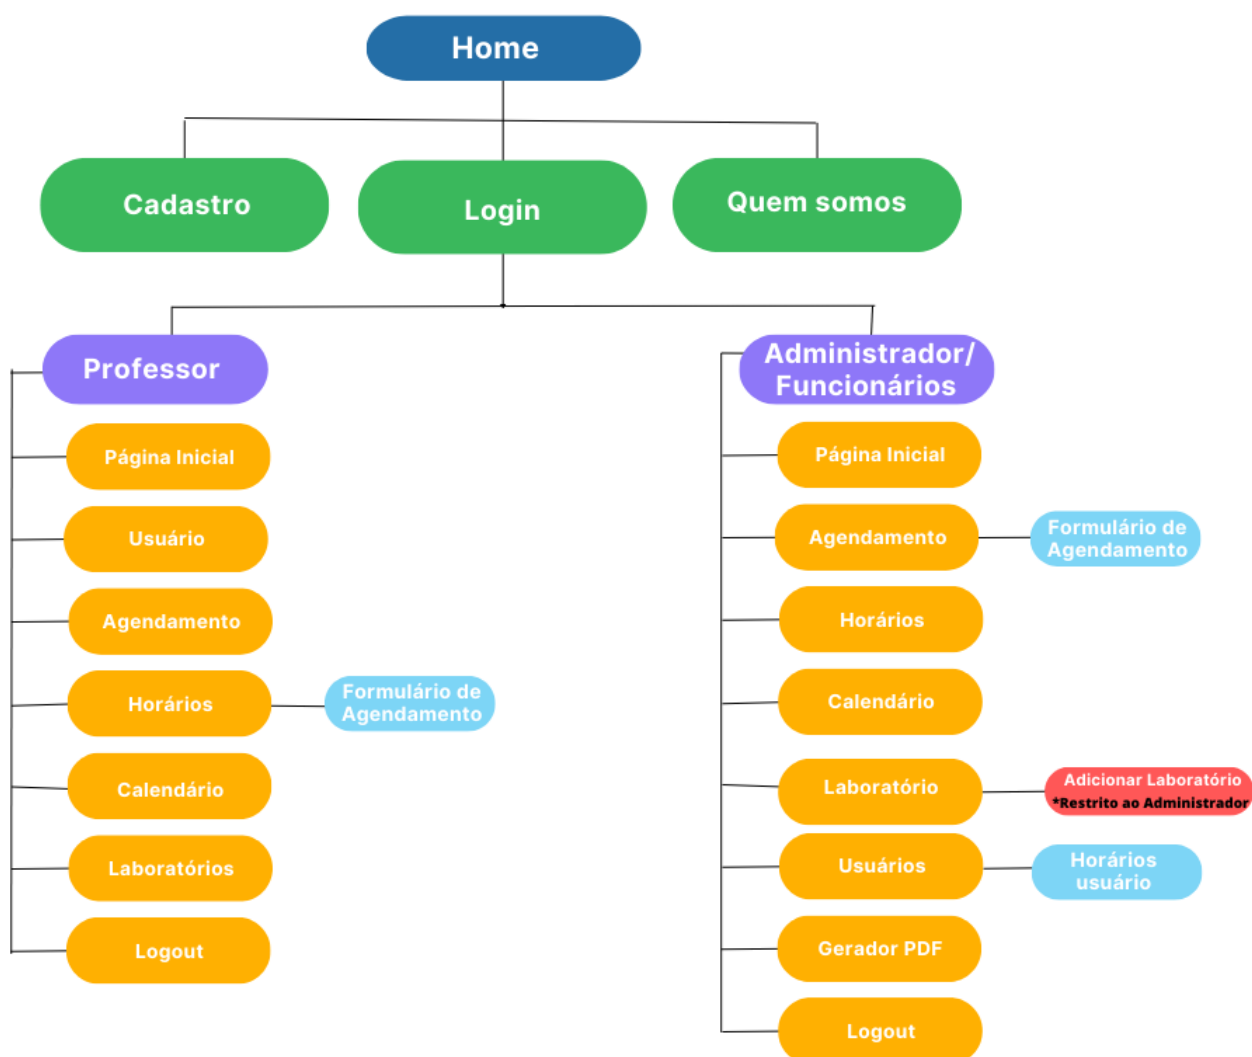 Home
Cadastro
Login
Quem somos
Professor
Página Inicial
Usuário
Agendamento
Horários
Formulário de
Agendamento
Calendário
Laboratórios
Logout
Administrador/
Funcionários
Página Inicial
Agendamento
Formulário de
Agendamento
Horários
Calendário
Laboratório
Adicionar Laboratório
*Restrito ao Administrador
Usuários
Horários
usuário
Gerador PDF
Logout